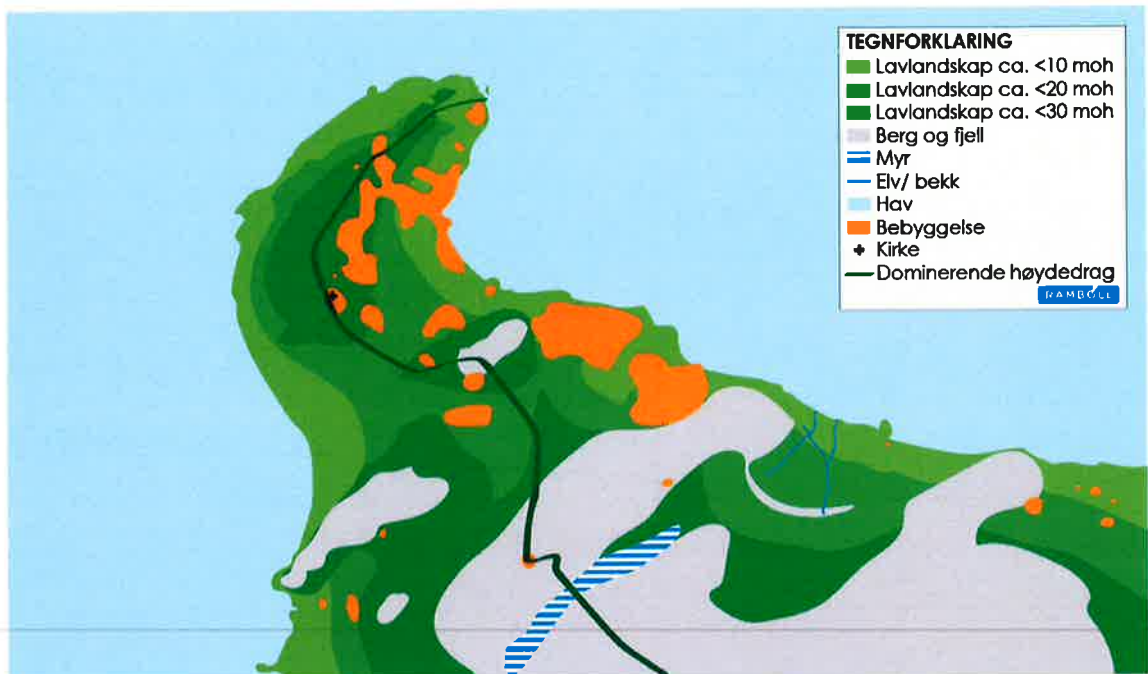 TEGNFORKLARING
Lavlandskap ca. <10 moh
Lavlandskap ca. <20 moh
Lavlandskap ca. <30 moh
Berg og fjell
Myr
Elv/ bekk
Hav
Bebyggelse
Kirke
Dominerende høydedrag
RAMBOLL